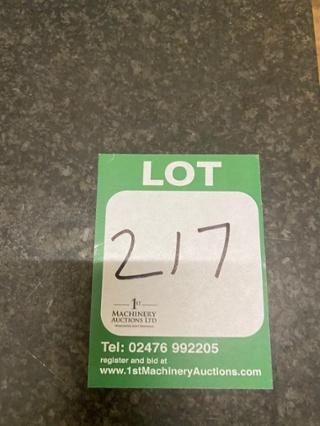 LOT
217
1ST
MACHINERY
AUCTIONS LTD
Tel: 02476 992205
register and bid at
www.1stMachineryAuctions.com